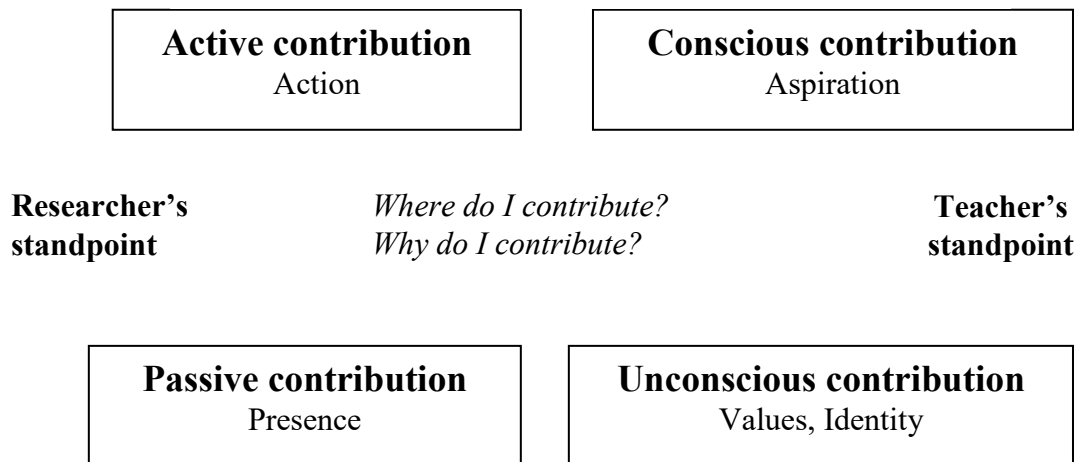 Active contribution
Action
Conscious contribution
Aspiration
Researcher’s
standpoint
Where do I contribute?
Why do I contribute?
Teacher’s
standpoint
Passive contribution
Presence
Unconscious contribution
Values, Identity